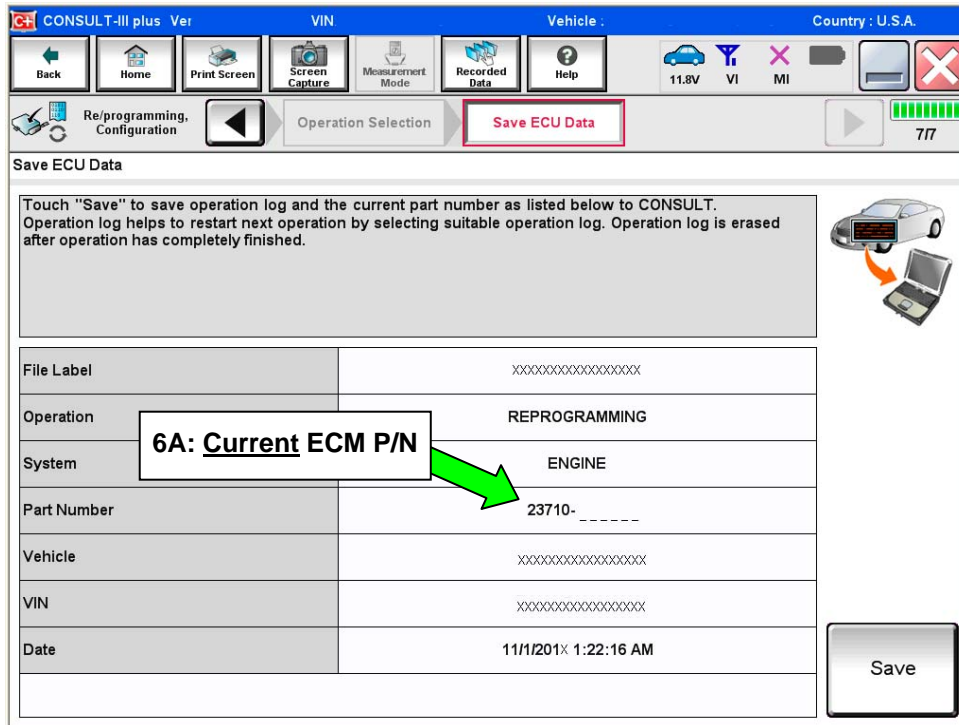 C+ CONSULT-III plus Ver VIN Vehicle : Country : U.S.A.
Back Home Print Screen Screen Capture Measurement Mode Recorded Data Help 11.8V VI MI
Re/programming, Configuration Operation Selection Save ECU Data 7/7
Save ECU Data
Touch "Save" to save operation log and the current part number as listed below to CONSULT.
Operation log helps to restart next operation by selecting suitable operation log. Operation log is erased
after operation has completely finished.
File Label XXXXXXXXXXXXXXXXX
Operation REPROGRAMMING
6A: Current ECM P/N
System ENGINE
Part Number 23710-_ _ _ _ _ _
Vehicle XXXXXXXXXXXXXXXXX
VIN XXXXXXXXXXXXXXXXX
Date 11/1/201X 1:22:16 AM
Save